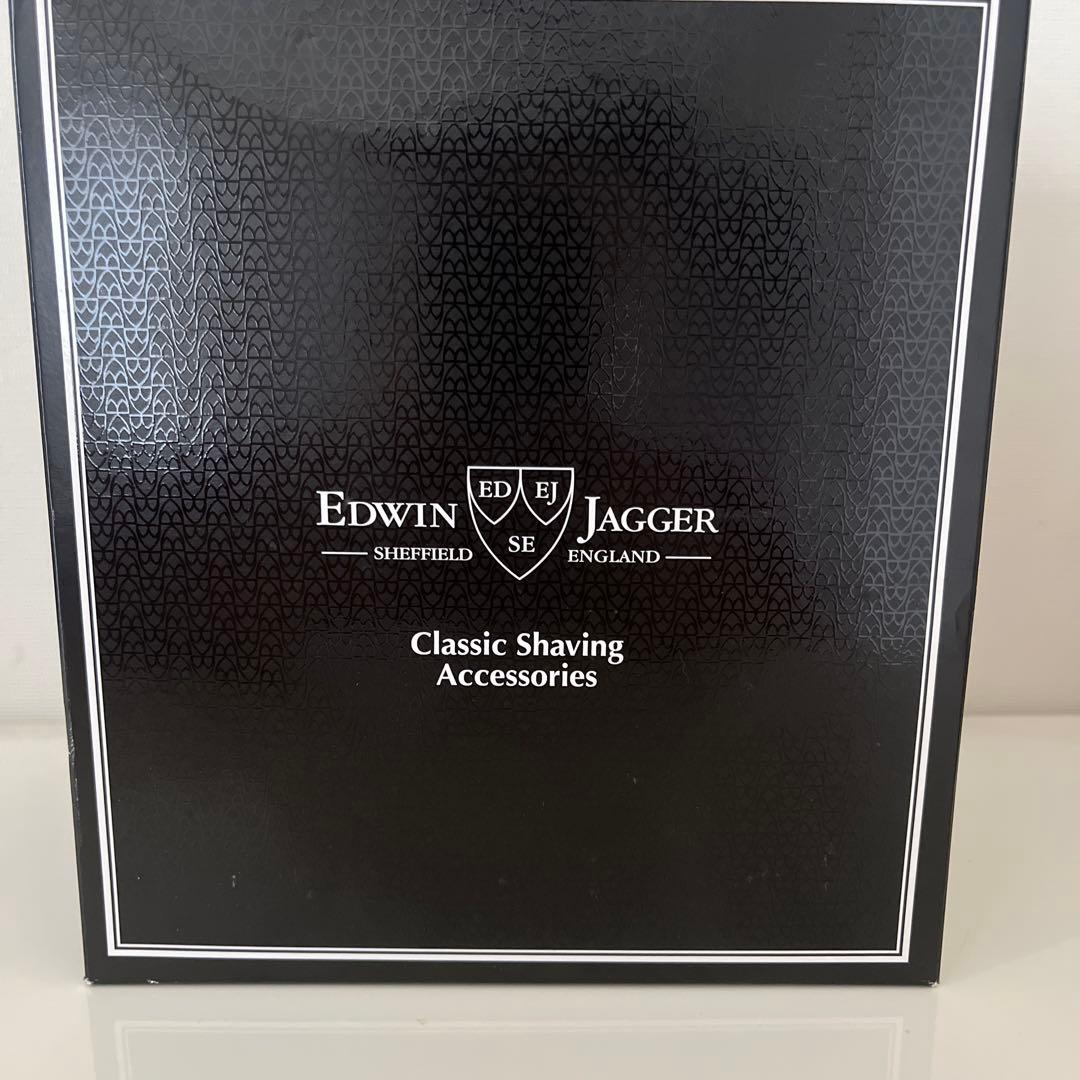 ED EJ
EDWIN JAGGER
SE
SHEFFIELD ENGLAND
Classic Shaving
Accessories